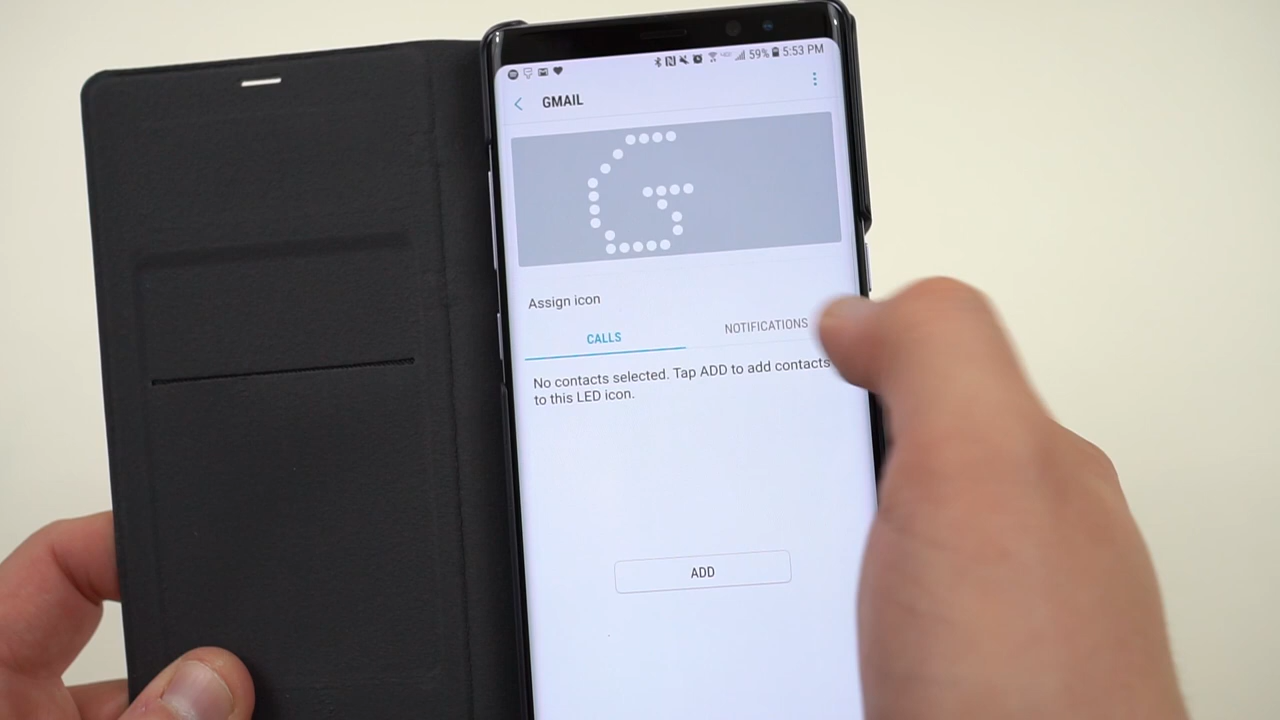 59% 5:53 PM
GMAIL
G
Assign icon
CALLS NOTIFICATIONS
No contacts selected. Tap ADD to add contacts
to this LED icon.
ADD